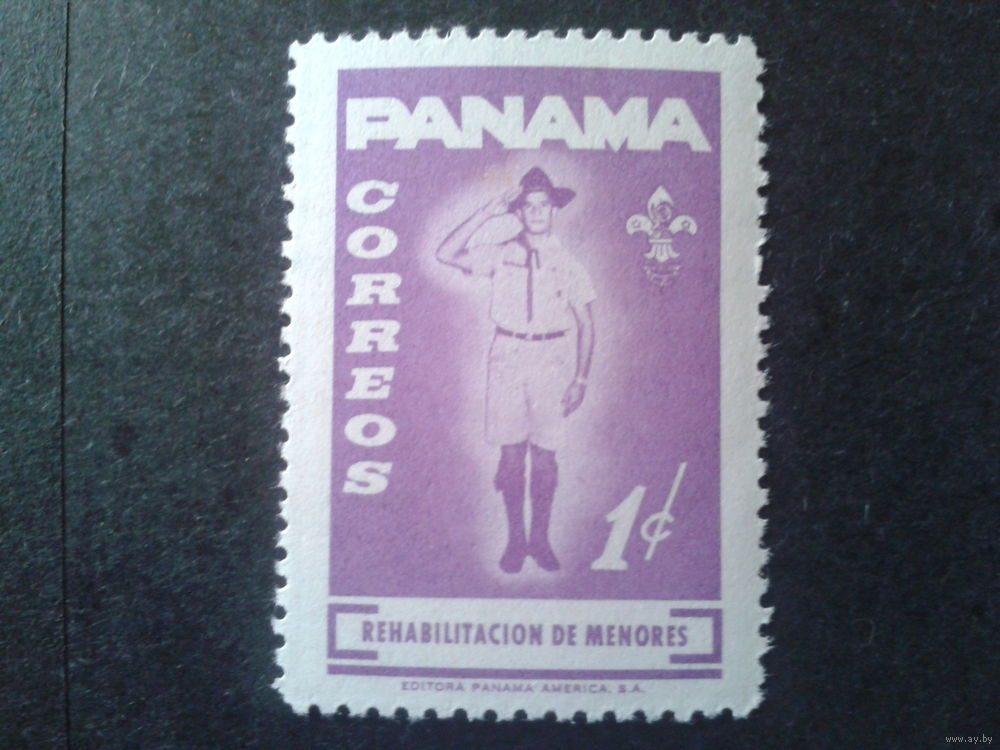 PANAMA
CORREOS
1¢
REHABILITACION DE MENORES
EDITORA PANAMA AMERICA, S.A.
www.ay.by